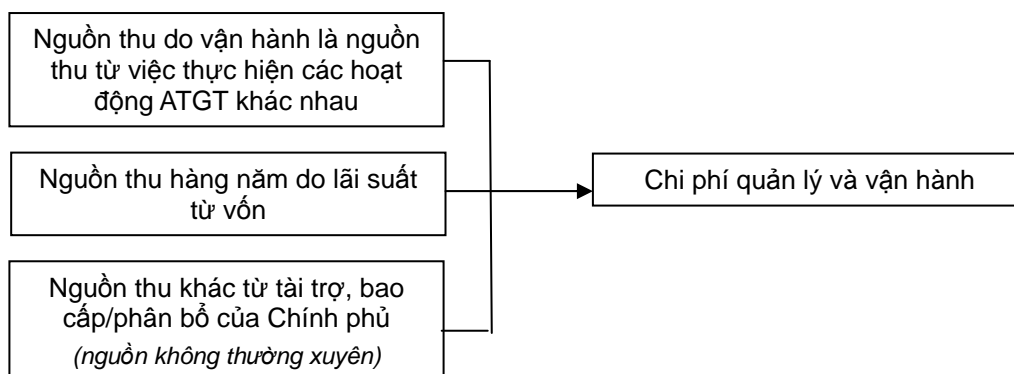 Nguồn thu do vận hành là nguồn
thu từ việc thực hiện các hoạt
động ATGT khác nhau
Nguồn thu hàng năm do lãi suất
từ vốn
Nguồn thu khác từ tài trợ, bao
cấp/phân bổ của Chính phủ
(nguồn không thường xuyên)
Chi phí quản lý và vận hành